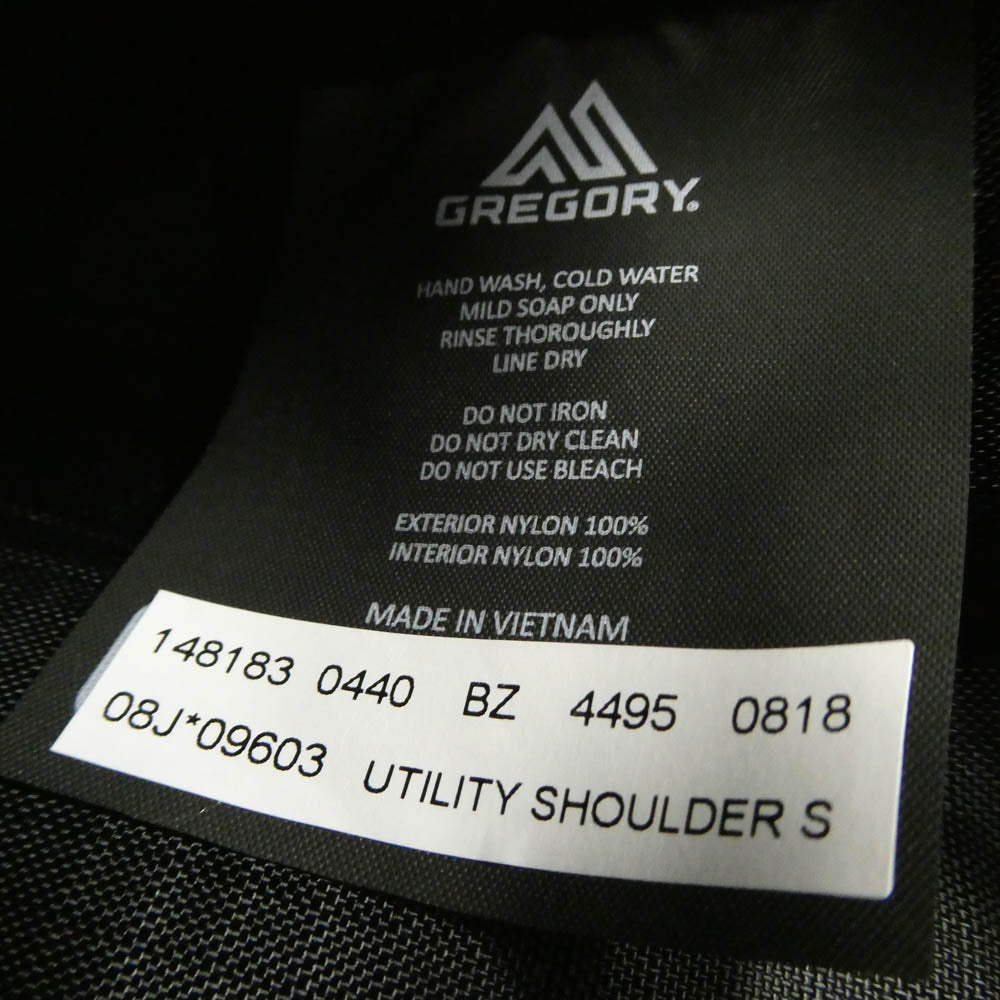 GREGORY.
HAND WASH, COLD WATER
MILD SOAP ONLY
RINSE THOROUGHLY
LINE DRY
DO NOT IRON
DO NOT DRY CLEAN
DO NOT USE BLEACH
EXTERIOR NYLON 100%
INTERIOR NYLON 100%
MADE IN VIETNAM
148183 0440 BZ 4495 0818
08J*09603 UTILITY SHOULDER S